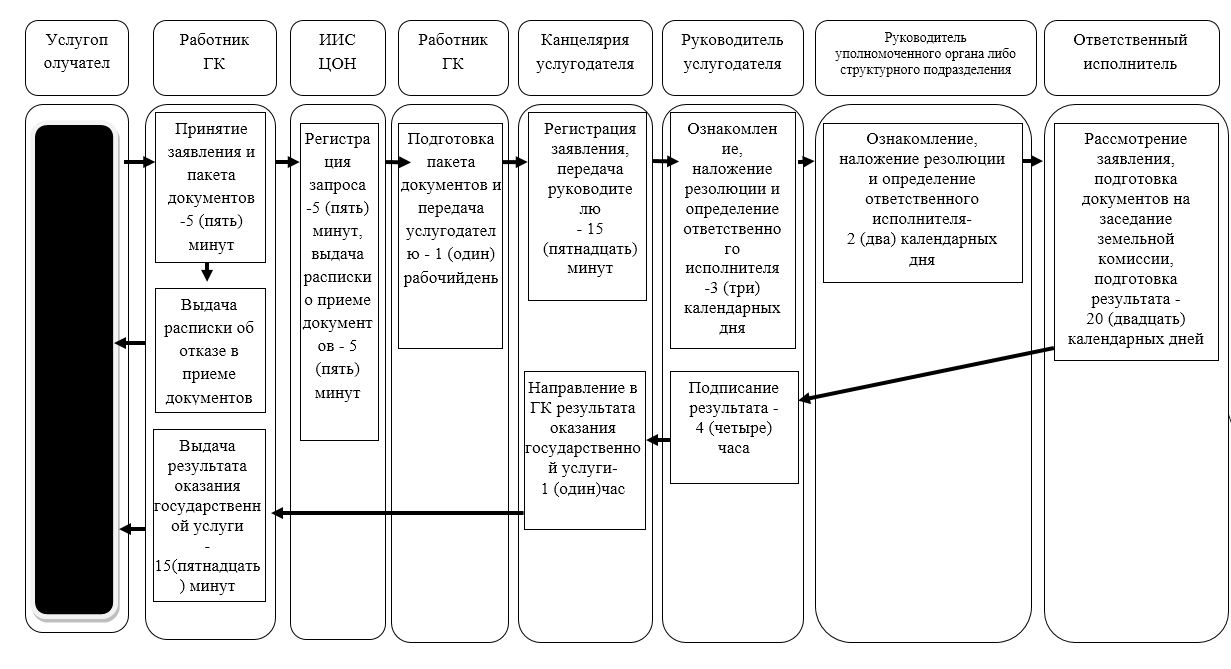 Услугоп
олучател
Работник
ГК
ИИС
ЦОН
Работник
ГК
Канцелярия
услугодателя
Руководитель
услугодателя
Руководитель
уполномоченного органа либо
структурного подразделения
Ответственный
исполнитель
Принятие
заявления и
пакета
документов
-5 (пять)
минут
Выдача
расписки об
отказе в
приеме
документов
Выдача
результата
оказания
государственн
ой услуги
-
15(пятнадцать
) минут
Регистра
ция
запроса
-5 (пять)
минут,
выдача
расписки
о приеме
документ
ов - 5
(пять)
минут
Подготовка
пакета
документов и
передача
услугодател
ю - 1 (один)
рабочийдень
Регистрация
заявления,
передача
руководите
лю
- 15
(пятнадцать)
минут
Направление в
ГК результата
оказания
государственно
й услуги-
1 (один)час
Ознакомлен
ие,
наложение
резолюции и
определение
ответственно
го
исполнителя
-3 (три)
календарных
дня
Подписание
результата -
4 (четыре)
часа
Ознакомление,
наложение резолюции
и определение
ответственного
исполнителя-
2 (два) календарных
дня
Рассмотрение
заявления,
подготовка
документов на
заседание
земельной
комиссии,
подготовка
результата -
20 (двадцать)
календарных дней